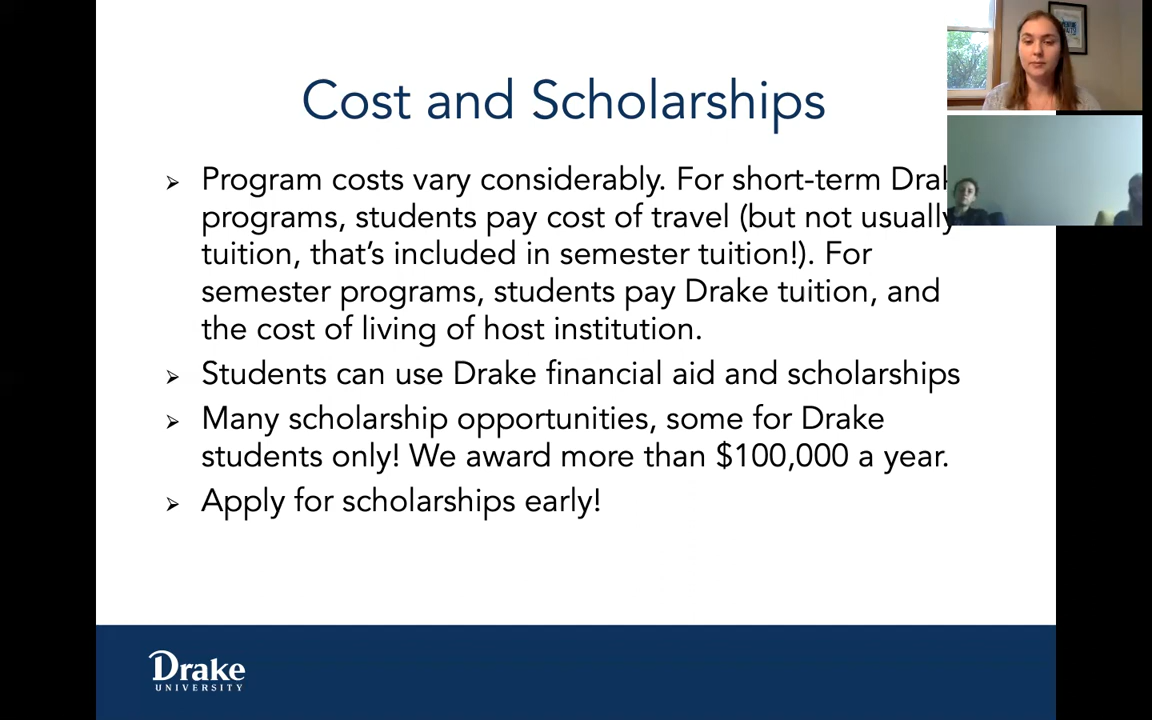 Cost and Scholarships
➢ Program costs vary considerably. For short-term
programs, students pay cost of travel (but not usually
tuition, that’s included in semester tuition!). For
semester programs, students pay Drake tuition, and
the cost of living of host institution.
➢ Students can use Drake financial aid and scholarships
➢ Many scholarship opportunities, some for Drake
students only! We award more than $100,000 a year.
➢ Apply for scholarships early!
Drake
UNIVERSITY